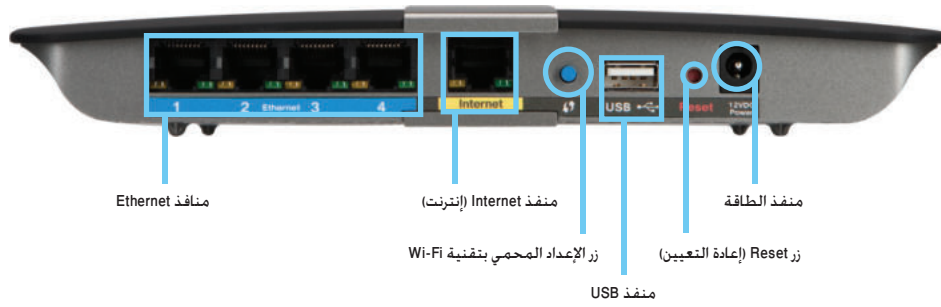 1
2
Ethernet
3
4
Internet
USB
Reset
12VDC
Power
منافذ Ethernet
منفذ Internet (إنترنت)
منفذ الطاقة
زر الإعداد المحمي بتقنية Wi-Fi
زر Reset (إعادة التعيين)
منفذ USB